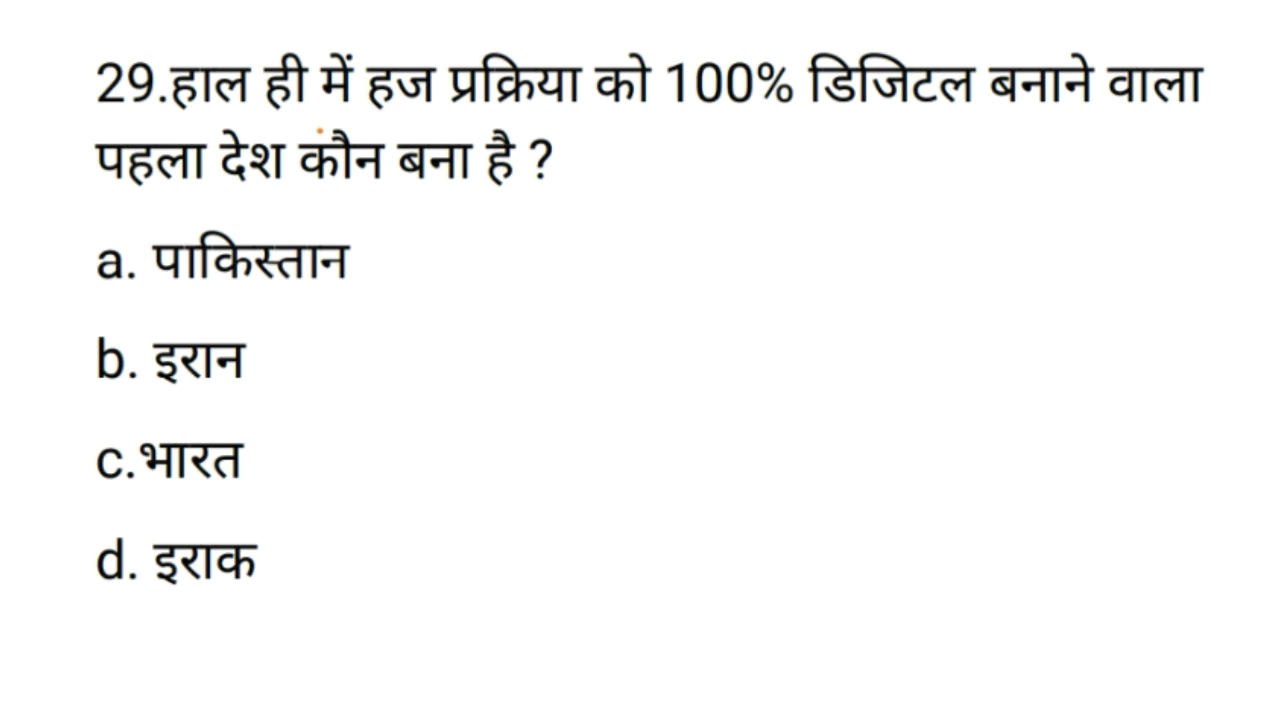 29.हाल ही में हज प्रक्रिया को 100% डिजिटल बनाने वाला
पहला देश कौन बना है ?
a. पाकिस्तान
b. इरान
c.भारत
d. इराक